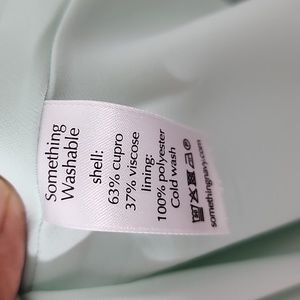 Something
Washable
shell:
63% cupro
37% viscose
lining:
100% polyester
Cold wash
somethingnavy.com